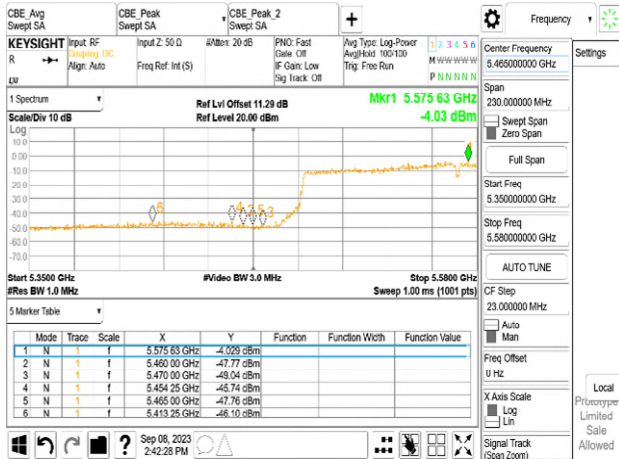 CBE_Avg
Swept SA
CBE_Peak
Swept SA
CBE_Peak_2
Swept SA
+
Frequency
KEYSIGHT
R
Input: RF
Coupling: DC
Align: Auto
Input Z: 50 Ω
Freq Ref: Int (S)
#Atten: 20 dB
PNO: Fast
Gate: Off
IF Gain: Low
Sig Track: Off
Avg Type: Log-Power
Avg|Hold: 100/100
Trig: Free Run
1 2 3 4 5 6
M W W W W W
P N N N N N
1 Spectrum
Scale/Div 10 dB
Ref Lvl Offset 11.29 dB
Ref Level 20.00 dBm
Mkr1 5.575 63 GHz
-4.03 dBm
Log
10.0
0.00
-10.0
-20.0
-30.0
-40.0
-50.0
-60.0
-70.0
Start 5.3500 GHz
#Res BW 1.0 MHz
#Video BW 3.0 MHz
Stop 5.5800 GHz
Sweep 1.00 ms (1001 pts)
5 Marker Table
Mode Trace Scale X Y Function Function Width Function Value
1 N 1 f 5.575 63 GHz -4.029 dBm
2 N 1 f 5.460 00 GHz -47.77 dBm
3 N 1 f 5.470 00 GHz -49.04 dBm
4 N 1 f 5.454 25 GHz -45.74 dBm
5 N 1 f 5.465 00 GHz -47.76 dBm
6 N 1 f 5.413 25 GHz -46.10 dBm
?
Sep 08, 2023
2:42:28 PM
Center Frequency
5.465000000 GHz
Settings
Span
230.000000 MHz
Swept Span
Zero Span
Full Span
Start Freq
5.350000000 GHz
Stop Freq
5.580000000 GHz
AUTO TUNE
CF Step
23.000000 MHz
Auto
Man
Freq Offset
0 Hz
X Axis Scale
Log
Lin
Signal Track
(Span Zoom)
Local
Prototype
Limited
Sale
Allowed